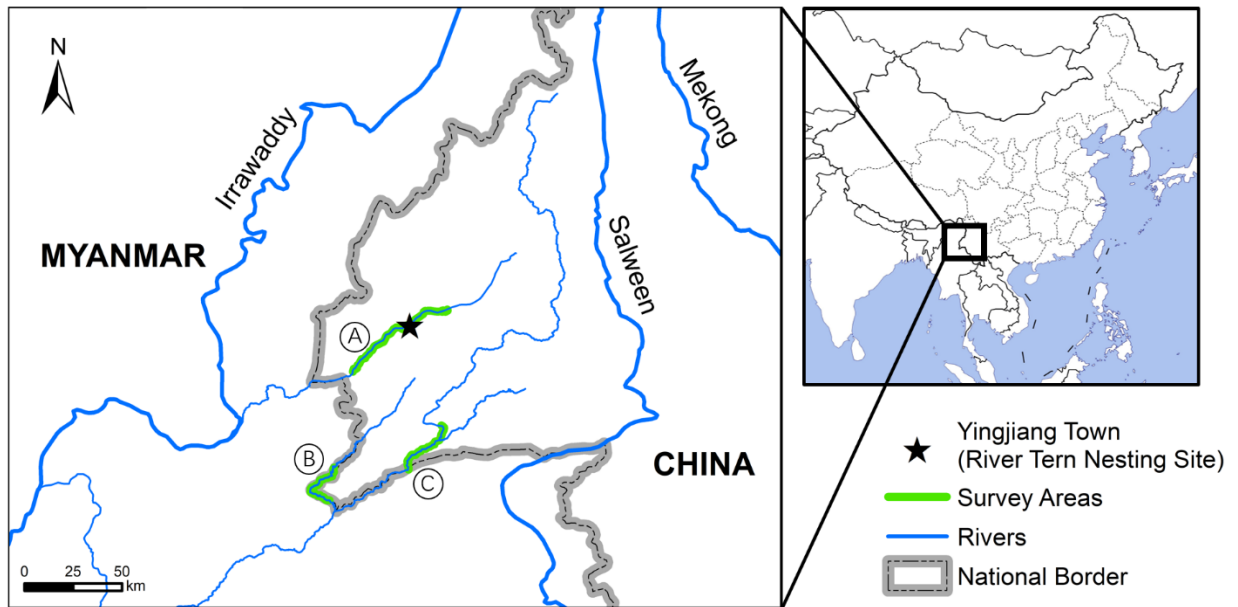 N
Irrawaddy
Mekong
MYANMAR
Salween
A
B
C
CHINA
0 25 50
km
Yingjiang Town
(River Tern Nesting Site)
Survey Areas
Rivers
National Border